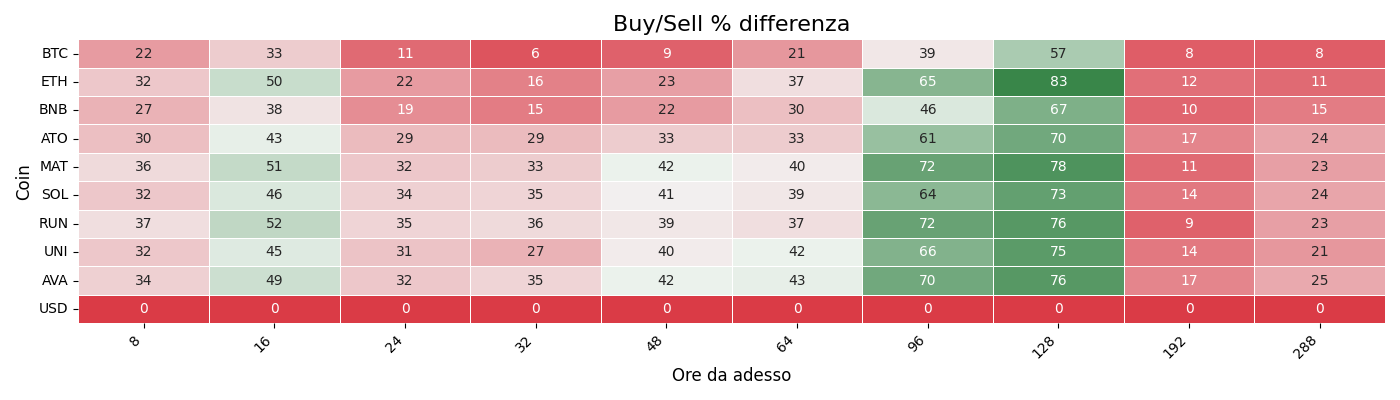 Buy/Sell % differenza
Coin
BTC 22 33 11 6 9 21 39 57 8 8
ETH 32 50 22 16 23 37 65 83 12 11
BNB 27 38 19 15 22 30 46 67 10 15
ATO 30 43 29 29 33 33 61 70 17 24
MAT 36 51 32 33 42 40 72 78 11 23
SOL 32 46 34 35 41 39 64 73 14 24
RUN 37 52 35 36 39 37 72 76 9 23
UNI 32 45 31 27 40 42 66 75 14 21
AVA 34 49 32 35 42 43 70 76 17 25
USD 0 0 0 0 0 0 0 0 0 0
8 16 24 32 48 64 96 128 192 288
Ore da adesso